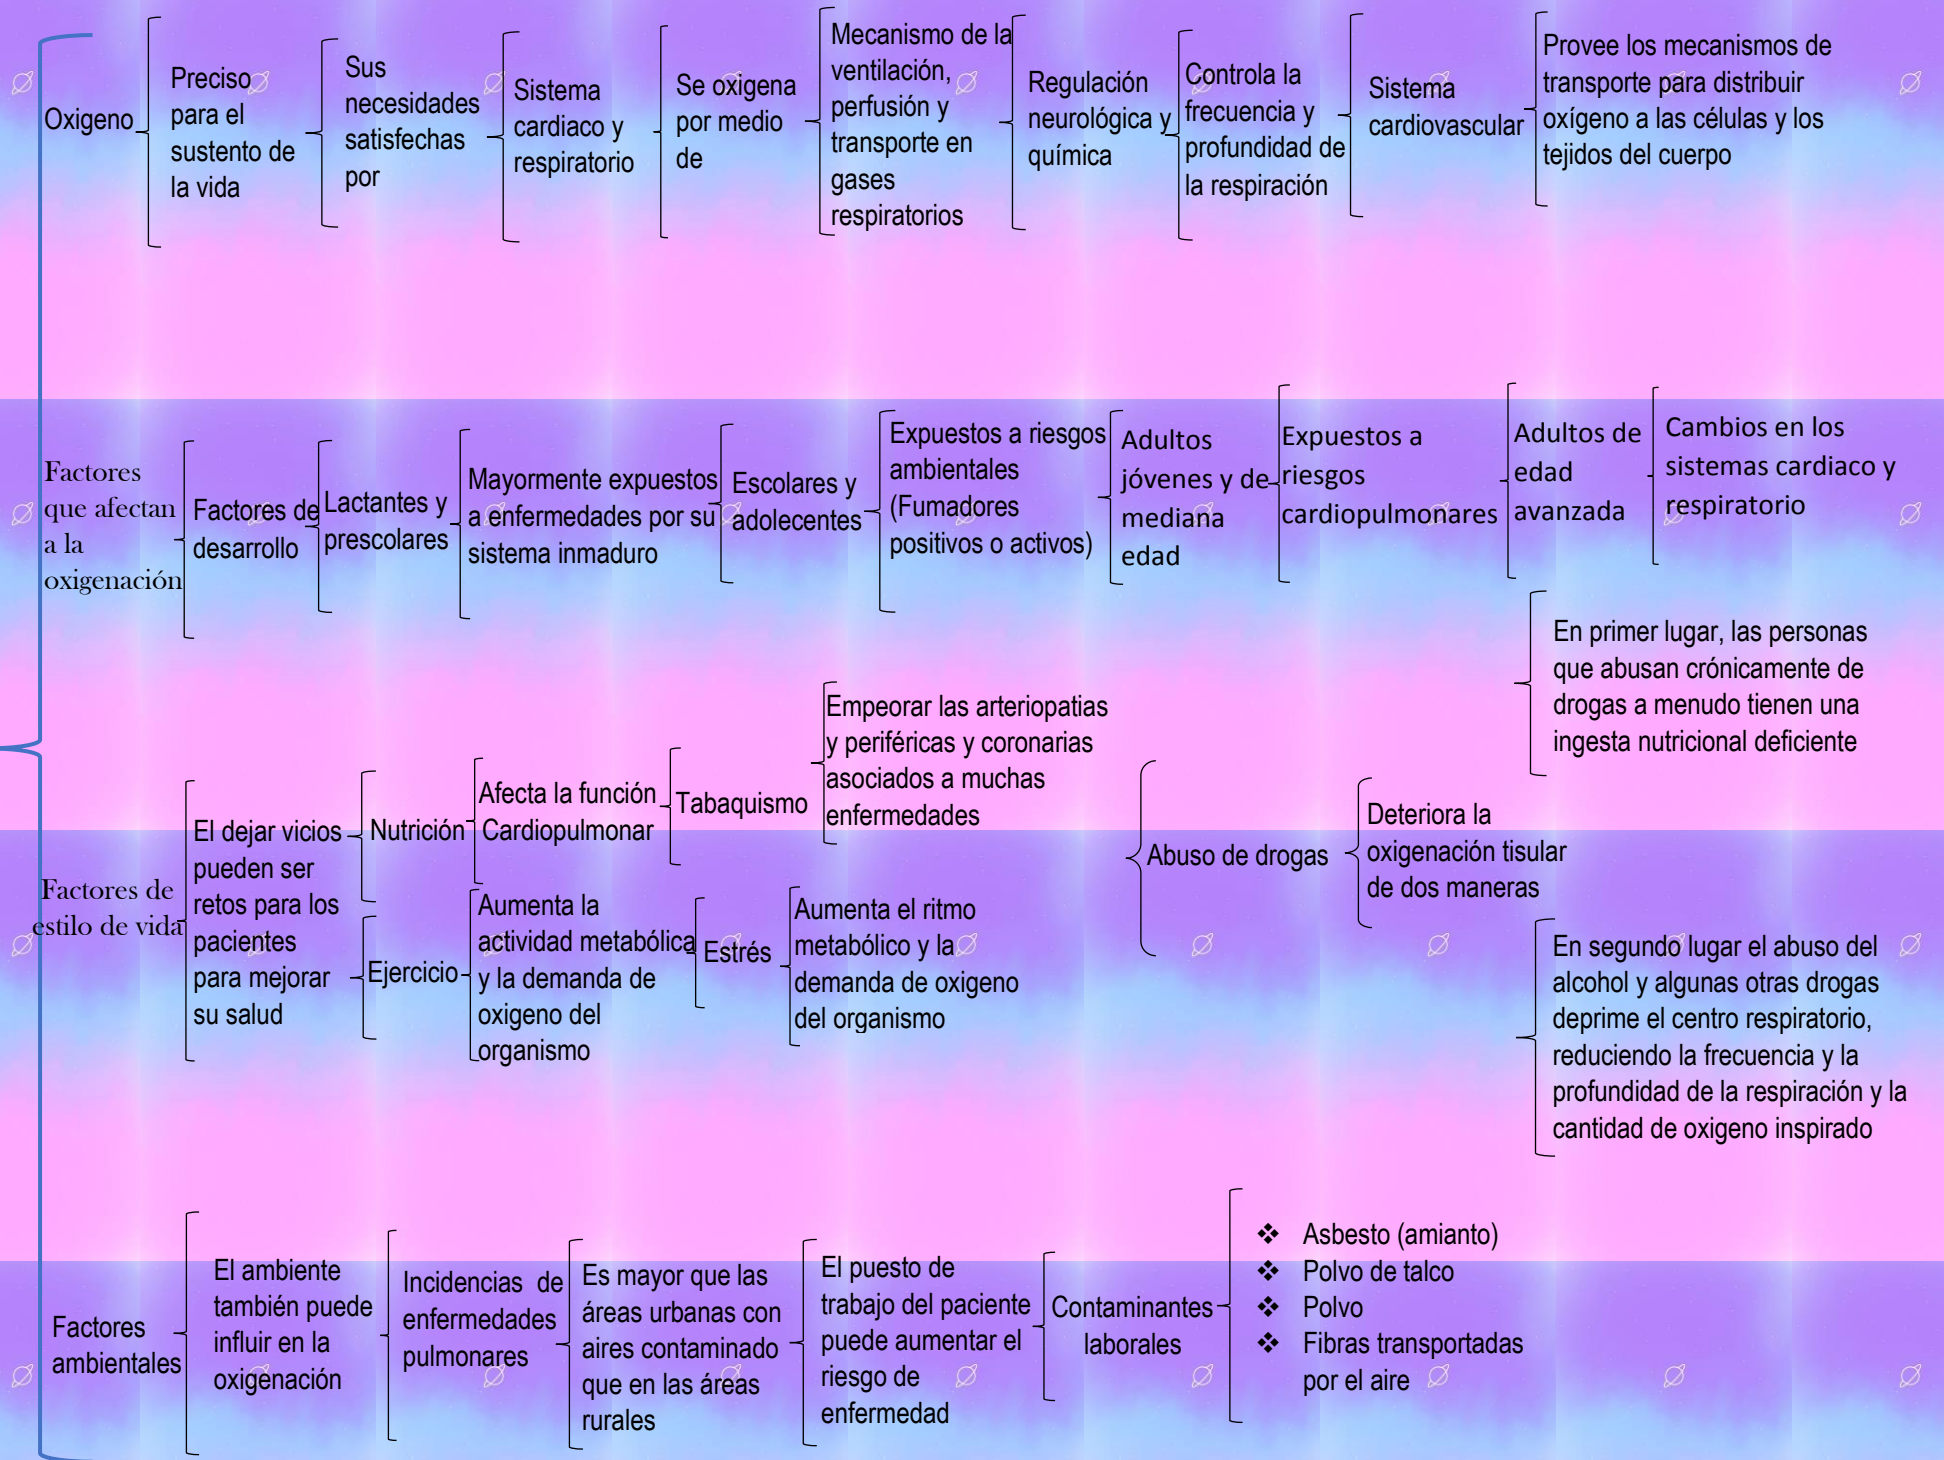 Oxigeno
Preciso
para el
sustento de
la vida
Sus
necesidades
satisfechas
por
Sistema
cardiaco y
respiratorio
Se oxigena
por medio
de
Mecanismo de la
ventilación,
perfusión y
transporte en
gases
respiratorios
Regulación
neurológica y
química
Controla la
frecuencia y
profundidad de
la respiración
Sistema
cardiovascular
Provee los mecanismos de
transporte para distribuir
oxígeno a las células y los
tejidos del cuerpo
Factores
que afectan
a la
oxigenación
Factores de
desarrollo
Lactantes y
prescolares
Mayormente expuestos
a enfermedades por su
sistema inmaduro
Escolares y
adolecentes
Expuestos a riesgos
ambientales
(Fumadores
positivos o activos)
Adultos
jóvenes y de
mediana
edad
Expuestos a
riesgos
cardiopulmonares
Adultos de
edad
avanzada
Cambios en los
sistemas cardiaco y
respiratorio
Factores de
estilo de vida
El dejar vicios
pueden ser
retos para los
pacientes
para mejorar
su salud
Nutrición
Afecta la función
Cardiopulmonar
Tabaquismo
Empeorar las arteriopatias
y periféricas y coronarias
asociados a muchas
enfermedades
Ejercicio
Aumenta la
actividad metabólica
y la demanda de
oxigeno del
organismo
Estrés
Aumenta el ritmo
metabólico y la
demanda de oxigeno
del organismo
Abuso de drogas
Deteriora la
oxigenación tisular
de dos maneras
En primer lugar, las personas
que abusan crónicamente de
drogas a menudo tienen una
ingesta nutricional deficiente
En segundo lugar el abuso del
alcohol y algunas otras drogas
deprime el centro respiratorio,
reduciendo la frecuencia y la
profundidad de la respiración y la
cantidad de oxigeno inspirado
Factores
ambientales
El ambiente
también puede
influir en la
oxigenación
Incidencias de
enfermedades
pulmonares
Es mayor que las
áreas urbanas con
aires contaminado
que en las áreas
rurales
El puesto de
trabajo del paciente
puede aumentar el
riesgo de
enfermedad
Contaminantes
laborales
❖ Asbesto (amianto)
❖ Polvo de talco
❖ Polvo
❖ Fibras transportadas
por el aire